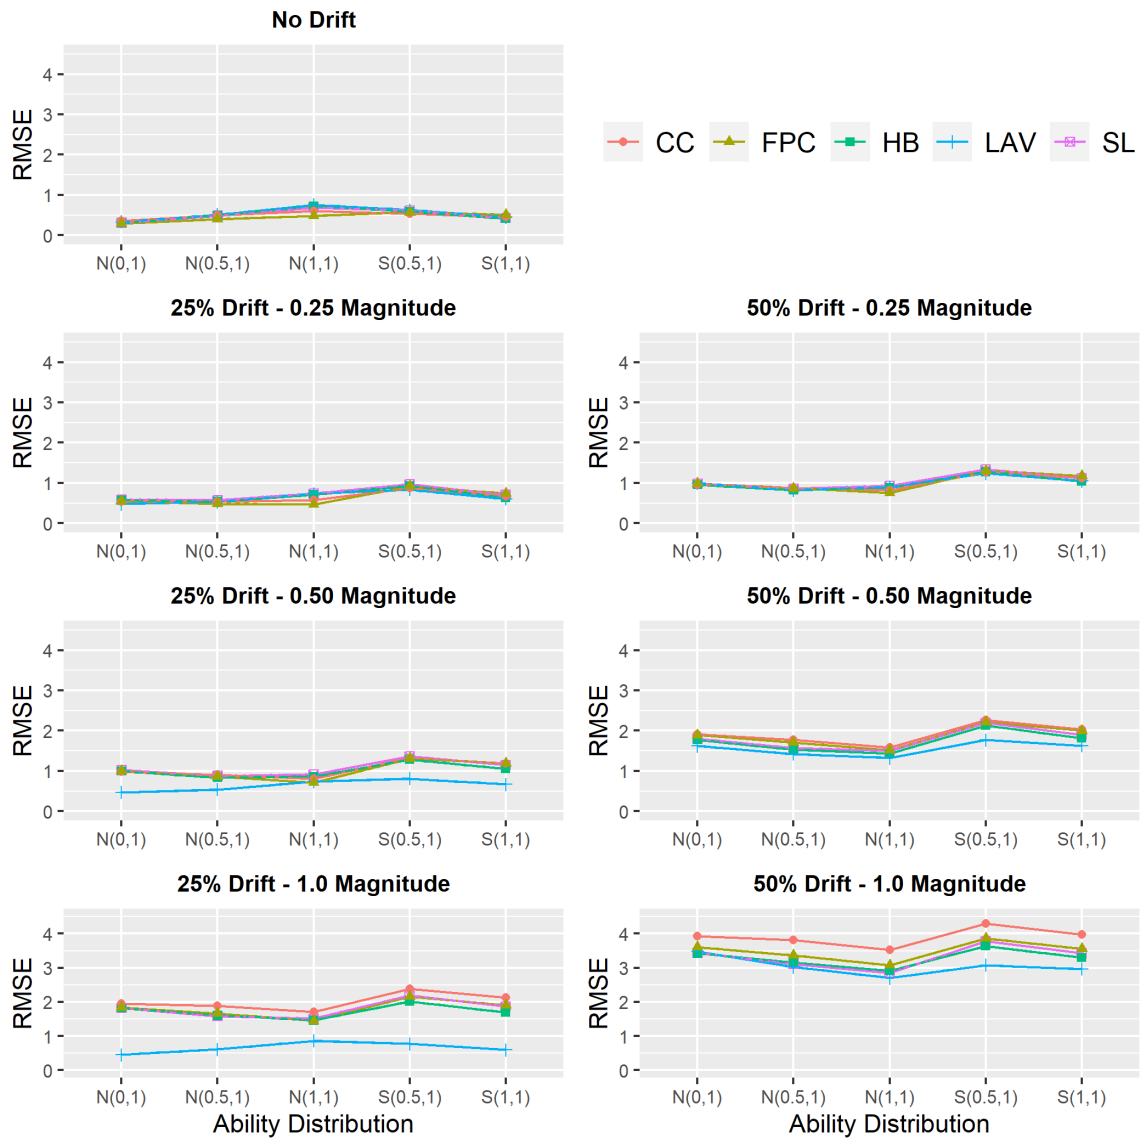 No Drift
RMSE
4
3
2
1
0
N(0,1) N(0.5,1) N(1,1) S(0.5,1) S(1,1)
CC FPC HB LAV SL
25% Drift - 0.25 Magnitude
RMSE
4
3
2
1
0
N(0,1) N(0.5,1) N(1,1) S(0.5,1) S(1,1)
50% Drift - 0.25 Magnitude
RMSE
4
3
2
1
0
N(0,1) N(0.5,1) N(1,1) S(0.5,1) S(1,1)
25% Drift - 0.50 Magnitude
RMSE
4
3
2
1
0
N(0,1) N(0.5,1) N(1,1) S(0.5,1) S(1,1)
50% Drift - 0.50 Magnitude
RMSE
4
3
2
1
0
N(0,1) N(0.5,1) N(1,1) S(0.5,1) S(1,1)
25% Drift - 1.0 Magnitude
RMSE
4
3
2
1
0
N(0,1) N(0.5,1) N(1,1) S(0.5,1) S(1,1)
Ability Distribution
50% Drift - 1.0 Magnitude
RMSE
4
3
2
1
0
N(0,1) N(0.5,1) N(1,1) S(0.5,1) S(1,1)
Ability Distribution